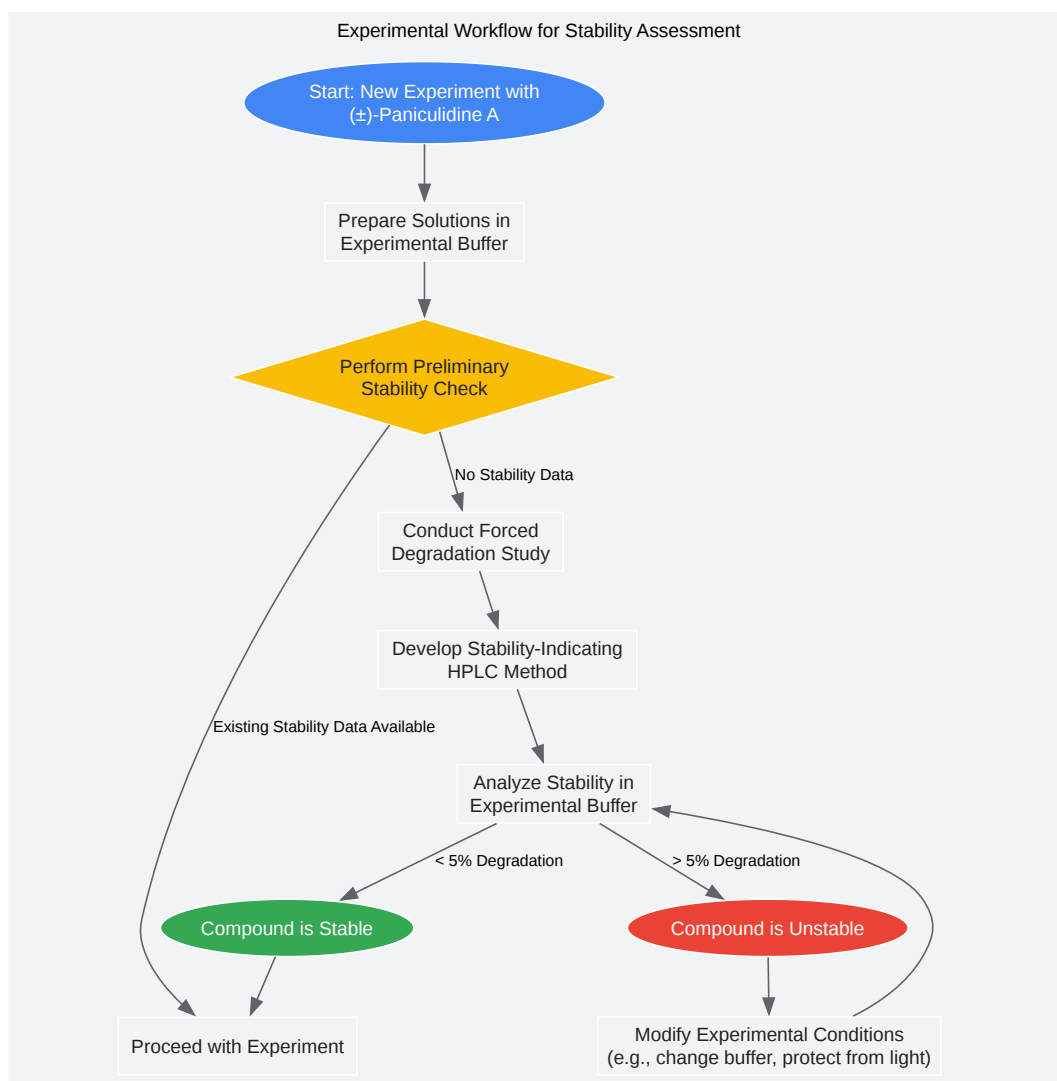 Experimental Workflow for Stability Assessment
Start: New Experiment with
(±)-Paniculidine A
Prepare Solutions in
Experimental Buffer
Perform Preliminary
Stability Check
No Stability Data
Conduct Forced
Degradation Study
Develop Stability-Indicating
HPLC Method
Existing Stability Data Available
Analyze Stability in
Experimental Buffer
< 5% Degradation
> 5% Degradation
Compound is Stable
Compound is Unstable
Proceed with Experiment
Modify Experimental Conditions
(e.g., change buffer, protect from light)